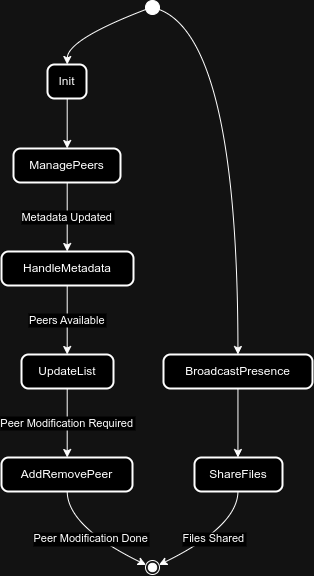 Init
ManagePeers
Metadata Updated
HandleMetadata
Peers Available
UpdateList
BroadcastPresence
Peer Modification Required
AddRemovePeer
ShareFiles
Peer Modification Done
Files Shared